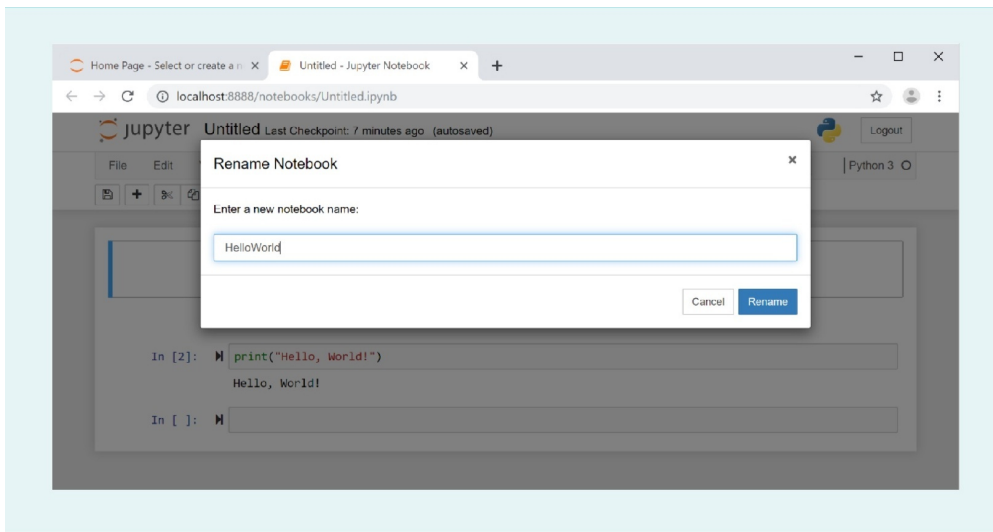 Home Page - Select or create a n
Untitled - Jupyter Notebook
localhost:8888/notebooks/Untitled.ipynb
jupyter Untitled Last Checkpoint: 7 minutes ago (autosaved)
Logout
File Edit
Python 3
Rename Notebook
Enter a new notebook name:
HelloWorld
Cancel Rename
In [2]: print("Hello, World!")
Hello, World!
In [ ]: